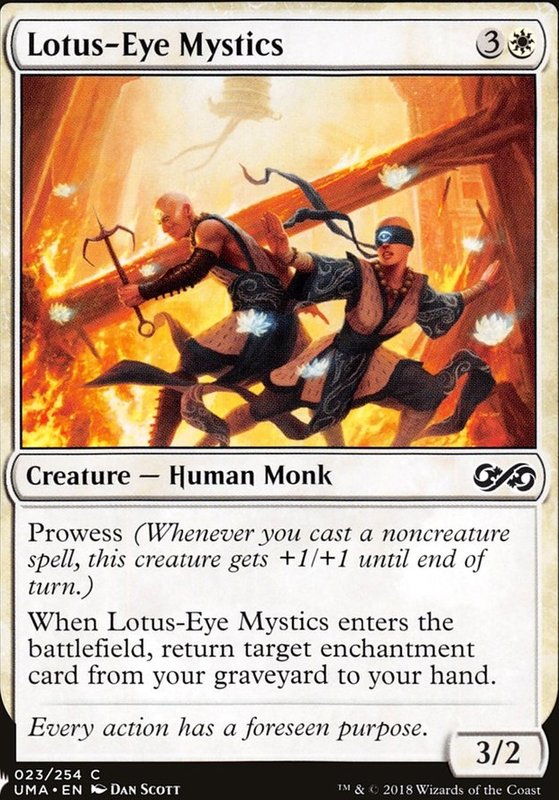 Lotus-Eye Mystics 3
Creature — Human Monk
Prowess (Whenever you cast a noncreature
spell, this creature gets +1/+1 until end of
turn.)
When Lotus-Eye Mystics enters the
battlefield, return target enchantment
card from your graveyard to your hand.
Every action has a foreseen purpose.
3/2
023/254 C
UMA • EN Dan Scott
™ & © 2018 Wizards of the Coast